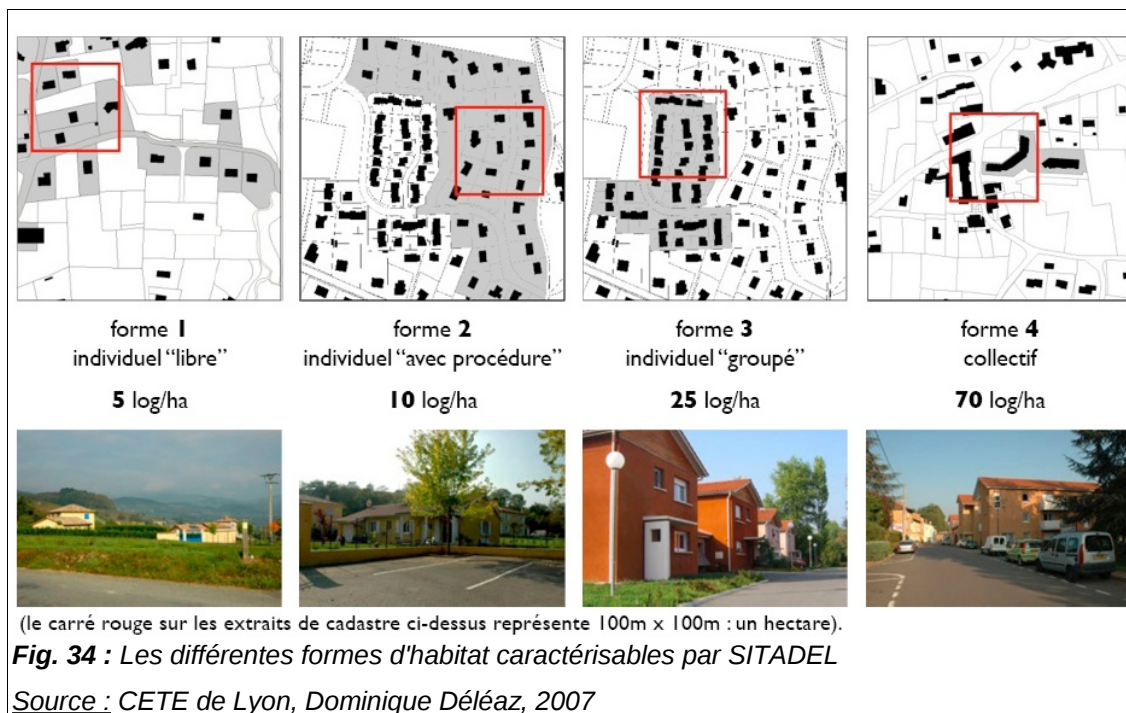 forme 1
individuel “libre”
5 log/ha
forme 2
individuel “avec procédure”
10 log/ha
forme 3
individuel “groupé”
25 log/ha
forme 4
collectif
70 log/ha
(le carré rouge sur les extraits de cadastre ci-dessus représente 100m x 100m : un hectare).
Fig. 34 : Les différentes formes d'habitat caractérisables par SITADEL
Source : CETE de Lyon, Dominique Déléaz, 2007